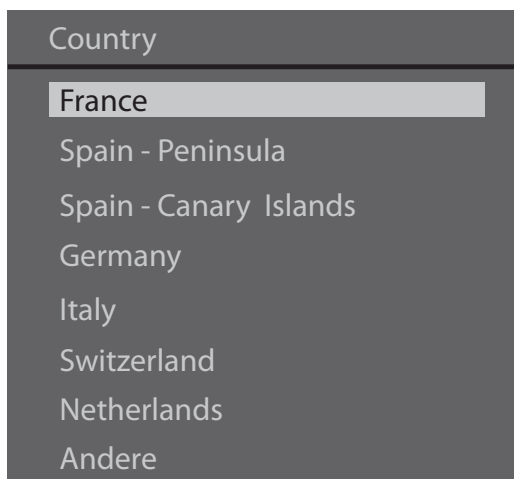 Country
France
Spain - Peninsula
Spain - Canary Islands
Germany
Italy
Switzerland
Netherlands
Andere